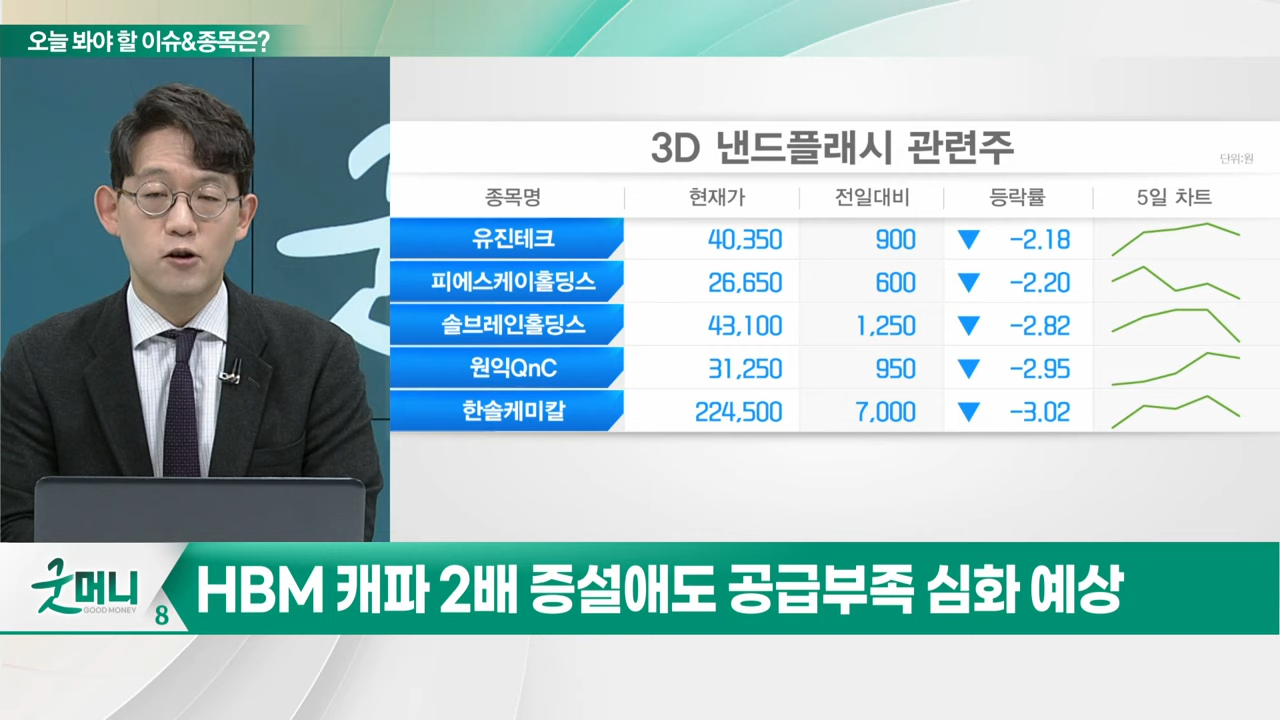 오늘 봐야 할 이슈&종목은?
3D 낸드플래시 관련주
단위:원
종목명 현재가 전일대비 등락률 5일 차트
유진테크 40,350 900 ▼ -2.18
피에스케이홀딩스 26,650 600 ▼ -2.20
솔브레인홀딩스 43,100 1,250 ▼ -2.82
원익QnC 31,250 950 ▼ -2.95
한솔케미칼 224,500 7,000 ▼ -3.02
굿머니
GOOD MONEY
8
HBM 캐파 2배 증설애도 공급부족 심화 예상